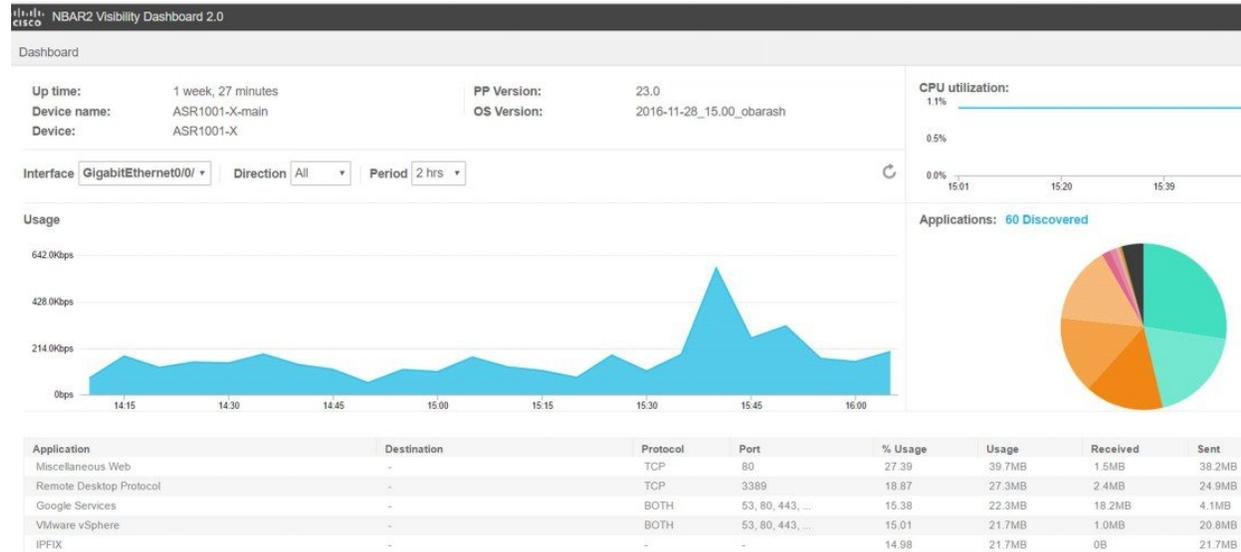 cisco NBAR2 Visibility Dashboard 2.0
Dashboard
Up time: 1 week, 27 minutes PP Version: 23.0
Device name: ASR1001-X-main OS Version: 2016-11-28_15.00_obarash
Device: ASR1001-X
CPU utilization:
1.1%
0.5%
0.0%
15:01 15:20 15:39
Interface GigabitEthernet0/0/ Direction All Period 2 hrs
Usage
642.0Kbps
428.0Kbps
214.0Kbps
0bps
14:15 14:30 14:45 15:00 15:15 15:30 15:45 16:00
Applications: 60 Discovered
Application Destination Protocol Port % Usage Usage Received Sent
Miscellaneous Web - TCP 80 27.39 39.7MB 1.5MB 38.2MB
Remote Desktop Protocol - TCP 3389 18.87 27.3MB 2.4MB 24.9MB
Google Services - BOTH 53, 80, 443, ... 15.38 22.3MB 18.2MB 4.1MB
VMware vSphere - BOTH 53, 80, 443, ... 15.01 21.7MB 1.0MB 20.8MB
IPFIX - - - 14.98 21.7MB 0B 21.7MB